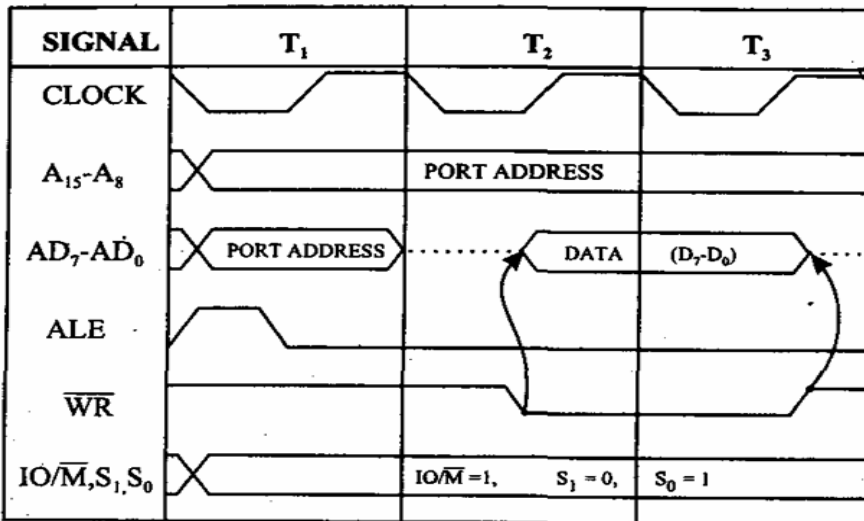 SIGNAL T₁ T₂ T₃
CLOCK
A₁₅-A₈ PORT ADDRESS
AD₇-AD₀ PORT ADDRESS DATA (D₇-D₀)
ALE
W̅R̅
IO/M̅,S₁,S₀ IO/M̅ =1, S₁ = 0, S₀ = 1